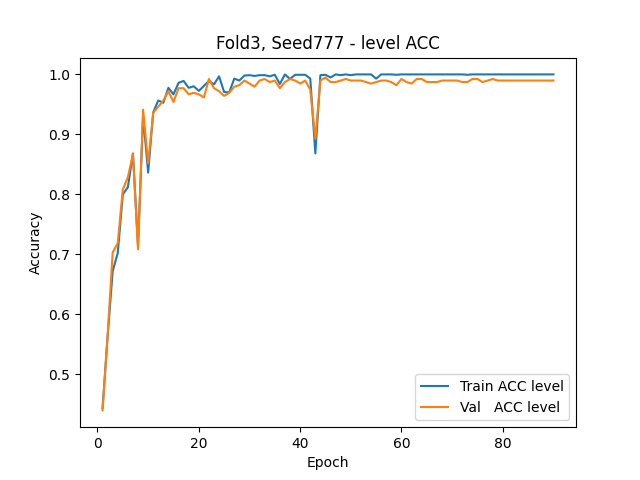 Fold3, Seed777 - level ACC
1.0
0.9
0.8
0.7
0.6
0.5
Accuracy
0
20
40
60
80
Epoch
Train ACC level
Val   ACC level